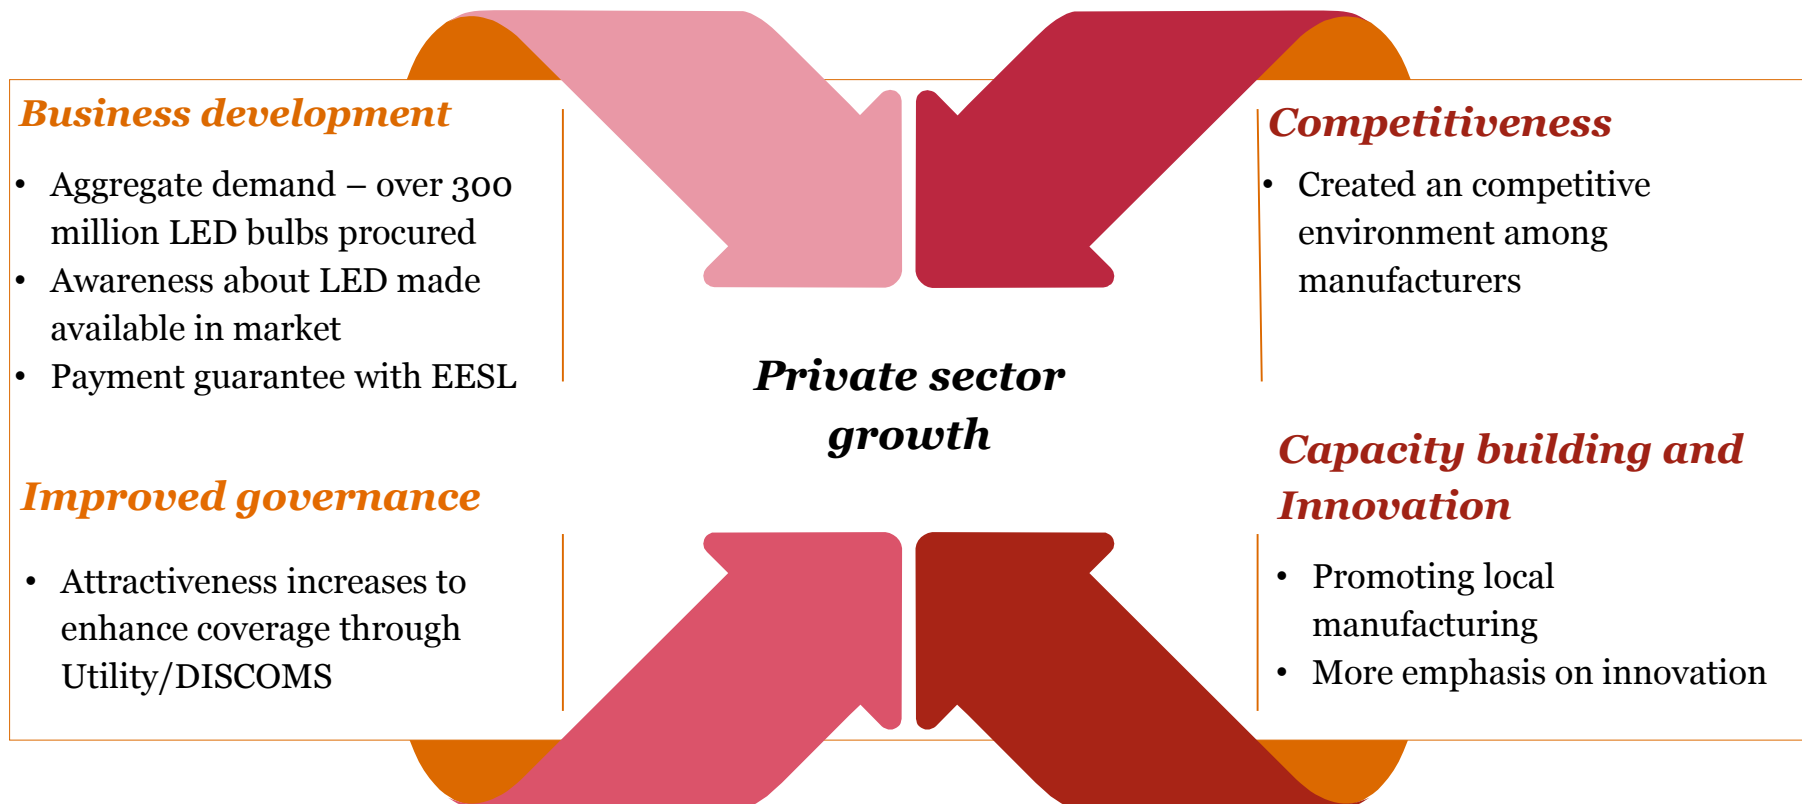 Business development
• Aggregate demand – over 300
million LED bulbs procured
• Awareness about LED made
available in market
• Payment guarantee with EESL
Improved governance
• Attractiveness increases to
enhance coverage through
Utility/DISCOMS
Private sector
growth
Competitiveness
• Created an competitive
environment among
manufacturers
Capacity building and
Innovation
• Promoting local
manufacturing
• More emphasis on innovation